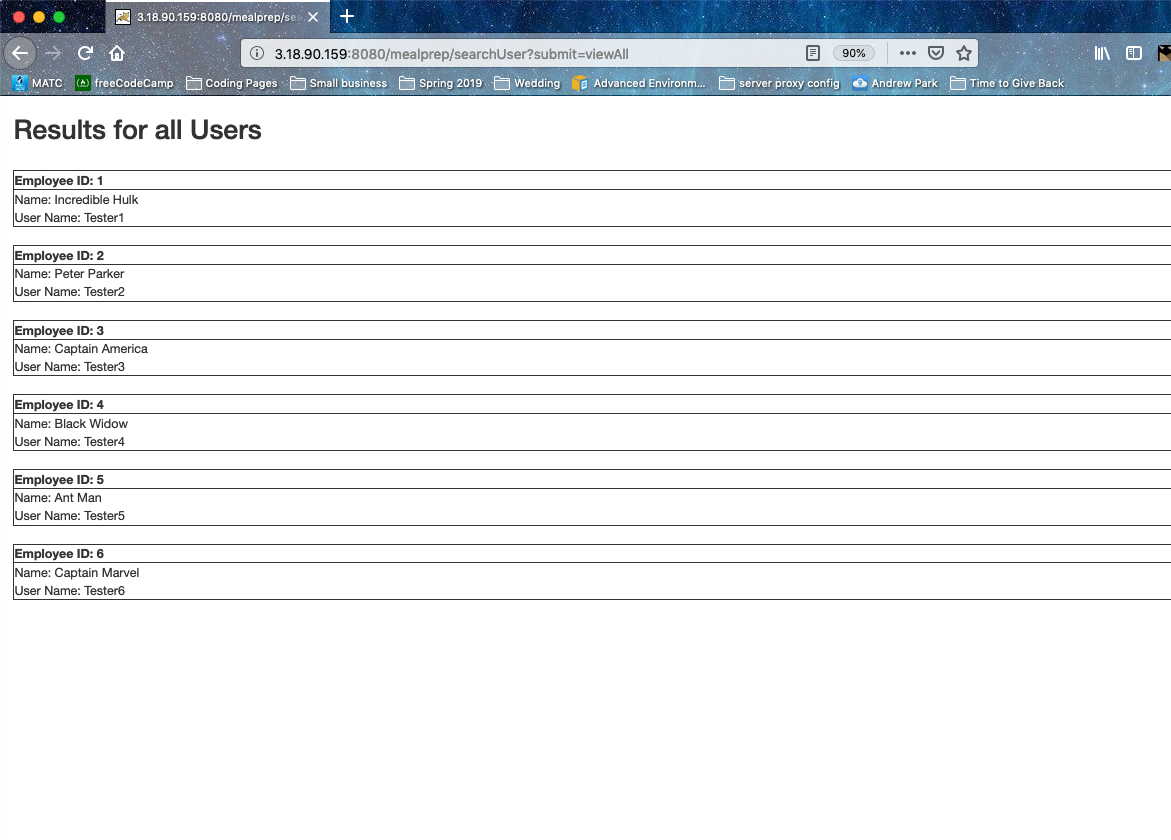 3.18.90.159:8080/mealprep/sea
3.18.90.159:8080/mealprep/searchUser?submit=viewAll
90%
MATC
freeCodeCamp
Coding Pages
Small business
Spring 2019
Wedding
Advanced Environm...
server proxy config
Andrew Park
Time to Give Back
Results for all Users
Employee ID: 1
Name: Incredible Hulk
User Name: Tester1
Employee ID: 2
Name: Peter Parker
User Name: Tester2
Employee ID: 3
Name: Captain America
User Name: Tester3
Employee ID: 4
Name: Black Widow
User Name: Tester4
Employee ID: 5
Name: Ant Man
User Name: Tester5
Employee ID: 6
Name: Captain Marvel
User Name: Tester6